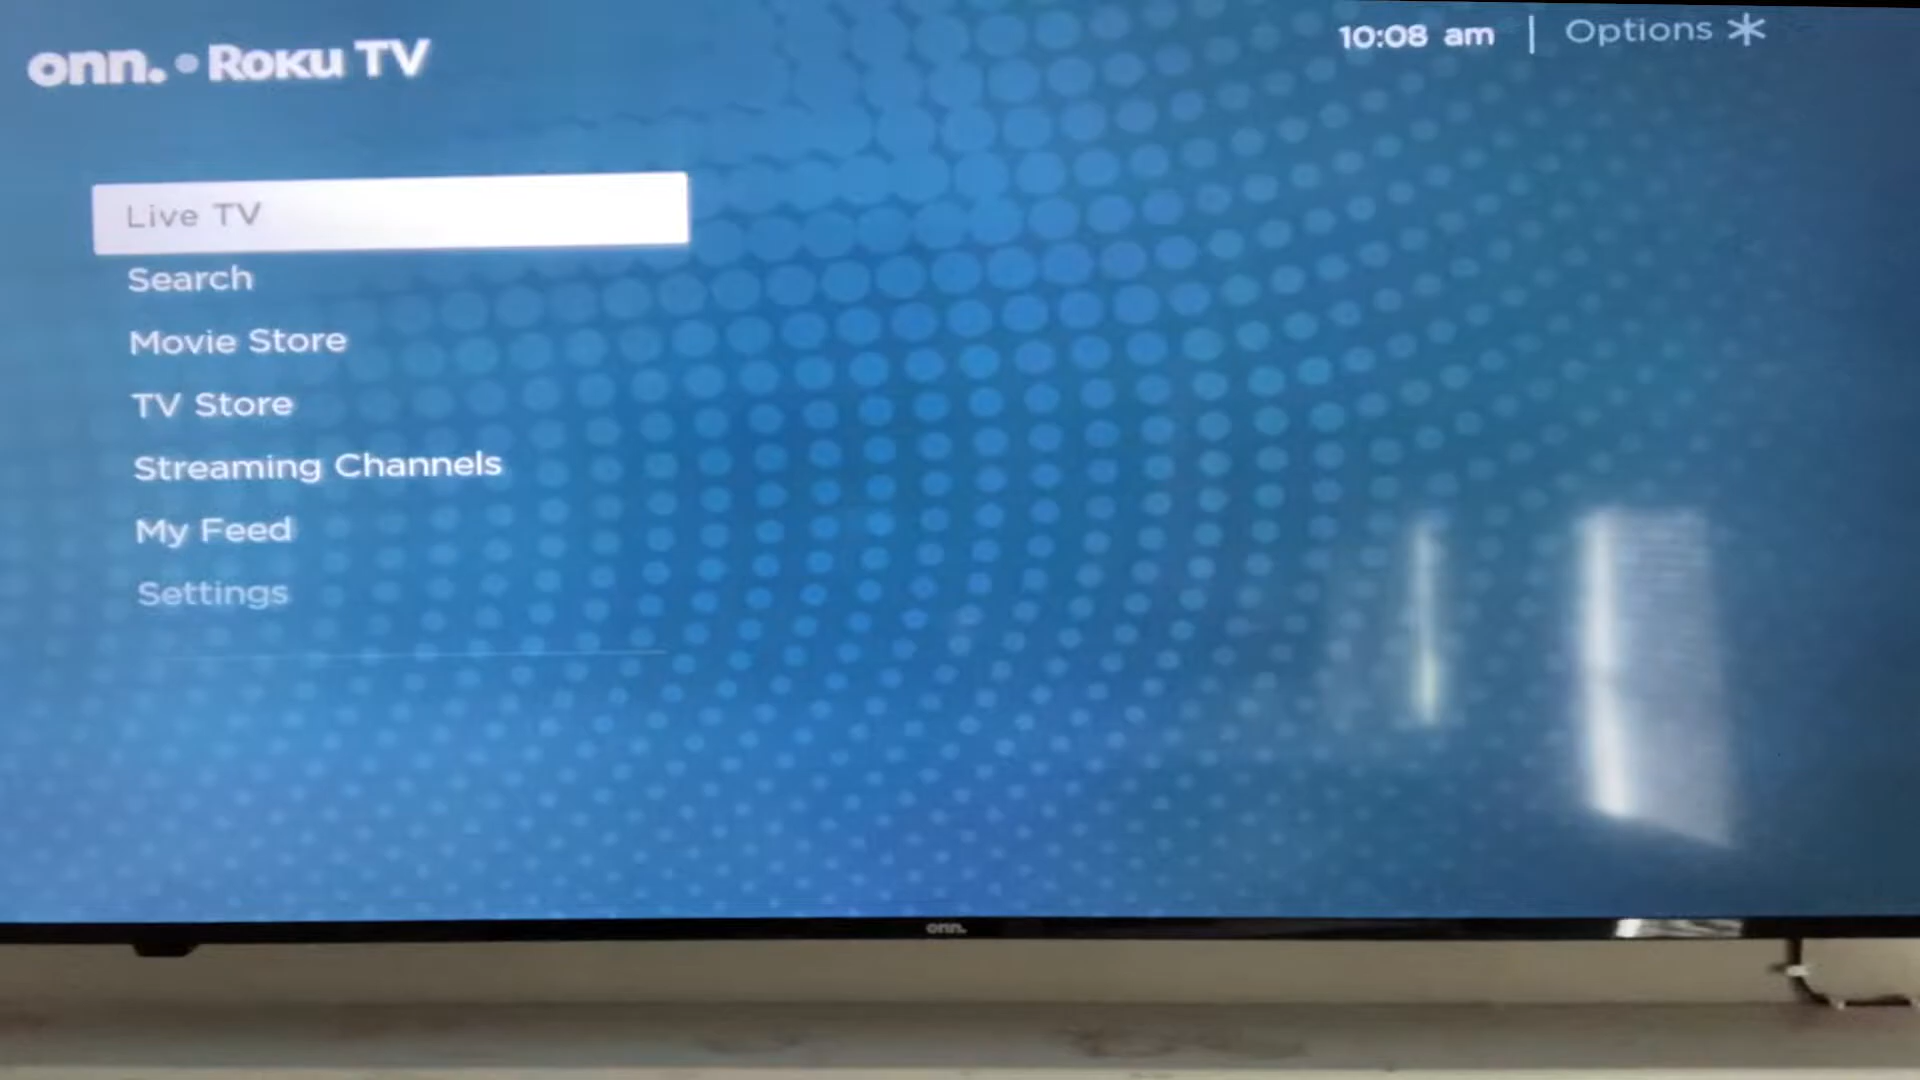 onn. • Roku TV
10:08 am | Options *
Live TV
Search
Movie Store
TV Store
Streaming Channels
My Feed
Settings
onn.